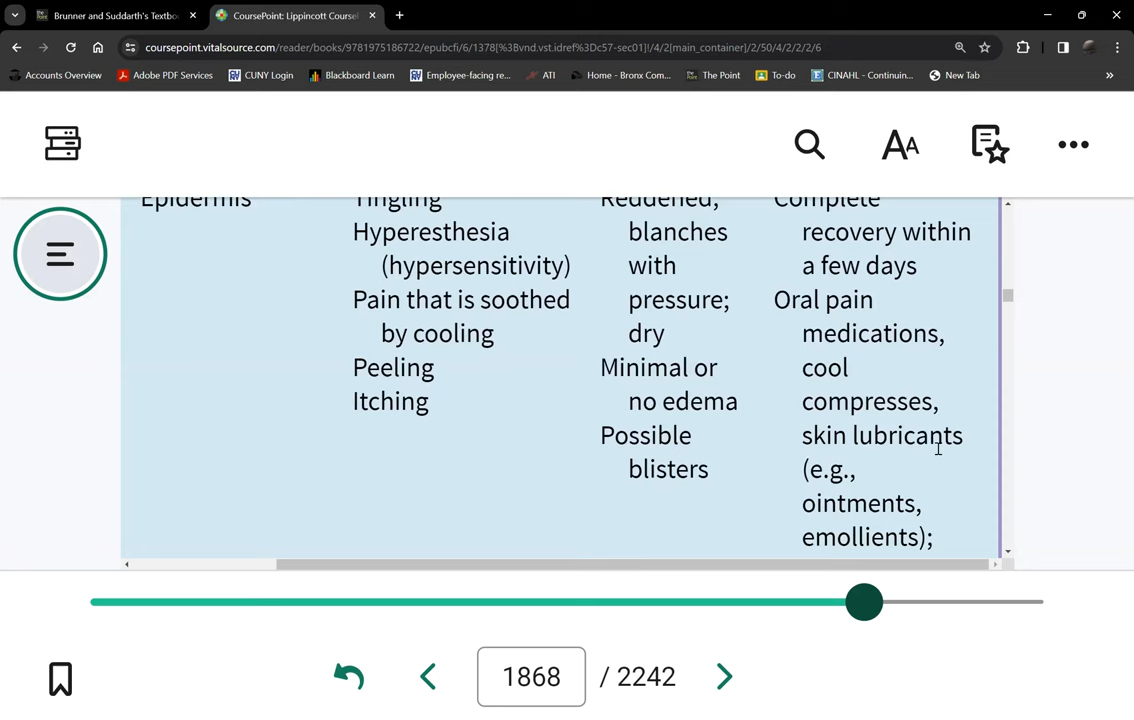 Brunner and Suddarth's Textbo
CoursePoint: Lippincott Course
coursepoint.vitalsource.com/reader/books/9781975186722/epubcfi/6/1378[%3Bvnd.vst.idref%3Dc57-sec01]!/4/2[main_container]/2/50/4/2/2/2/6
Accounts Overview
Adobe PDF Services
CUNY Login
Blackboard Learn
Employee-facing re...
ATI
Home - Bronx Com...
The Point
To-do
CINAHL - Continuin...
New Tab
AA
Epidermis
Tingling
Hyperesthesia
(hypersensitivity)
Pain that is soothed
by cooling
Peeling
Itching
Reddened;
blanches
with
pressure;
dry
Minimal or
no edema
Possible
blisters
Complete
recovery within
a few days
Oral pain
medications,
cool
compresses,
skin lubricants
(e.g.,
ointments,
emollients);
1868 / 2242